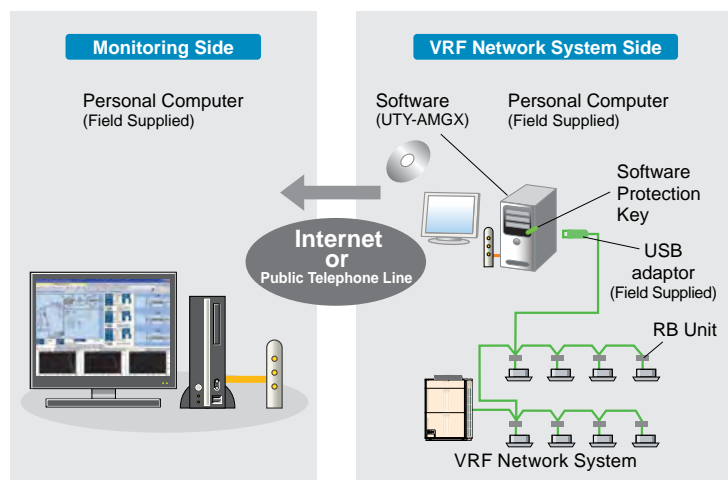 Monitoring Side
Personal Computer
(Field Supplied)
Internet
or
Public Telephone Line
VRF Network System Side
Software
(UTY-AMGX)
Personal Computer
(Field Supplied)
Software
Protection
Key
USB
adaptor
(Field Supplied)
RB Unit
VRF Network System